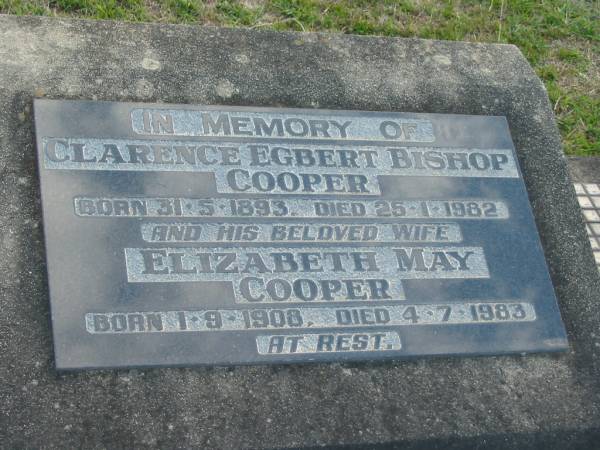 IN MEMORY OF
CLARENCE EGBERT BISHOP
COOPER
BORN 31·5·1893. DIED 25·1·1982
AND HIS BELOVED WIFE
ELIZABETH MAY
COOPER
BORN 1·9·1908, DIED 4·7·1983
AT REST.